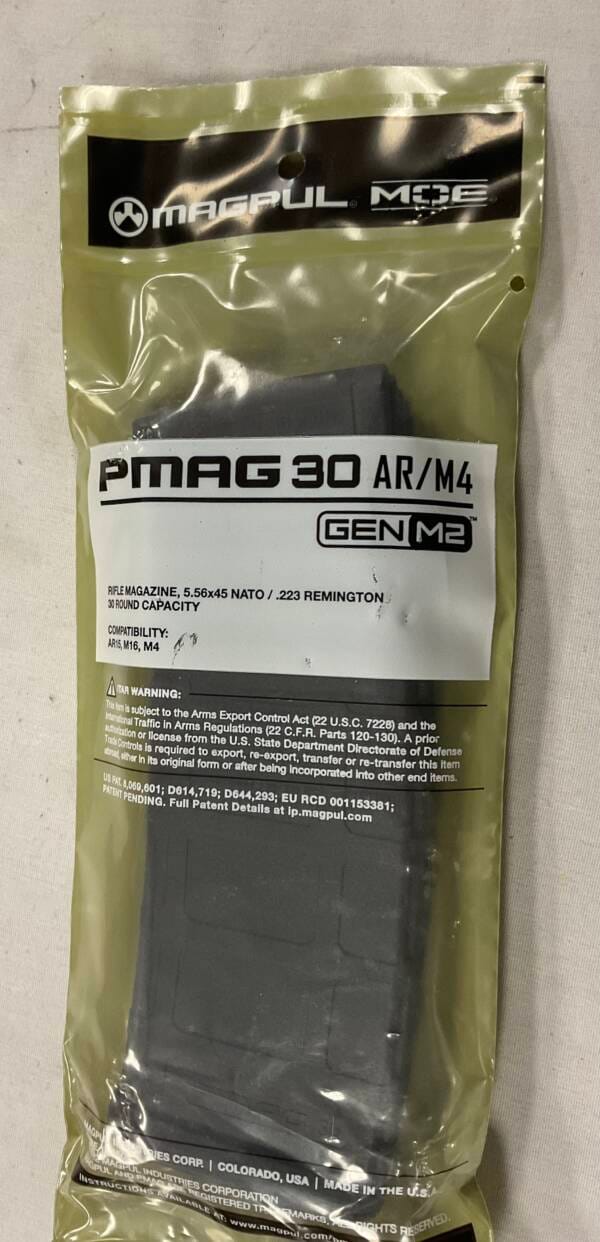 MAGPUL MOE
PMAG 30 AR/M4
GEN M2™
RIFLE MAGAZINE, 5.56x45 NATO / .223 REMINGTON
30 ROUND CAPACITY
COMPATIBILITY:
AR15, M16, M4
ITAR WARNING:
This item is subject to the Arms Export Control Act (22 U.S.C. 7228) and the
International Traffic in Arms Regulations (22 C.F.R. Parts 120-130). A prior
authorization or license from the U.S. State Department Directorate of Defense
Trade Controls is required to export, re-export, transfer or re-transfer this item
abroad, either in its original form or after being incorporated into other end items.
US PAT. 8,069,601; D614,719; D644,293; EU RCD 001153381;
PATENT PENDING. Full Patent Details at ip.magpul.com
CORP. | COLORADO, USA | MADE IN THE U.S.A.
MAGPUL INDUSTRIES CORPORATION
REGISTERED TRADEMARKS. ALL RIGHTS RESERVED.
INSTRUCTIONS AVAILABLE AT: www.magpul.com/